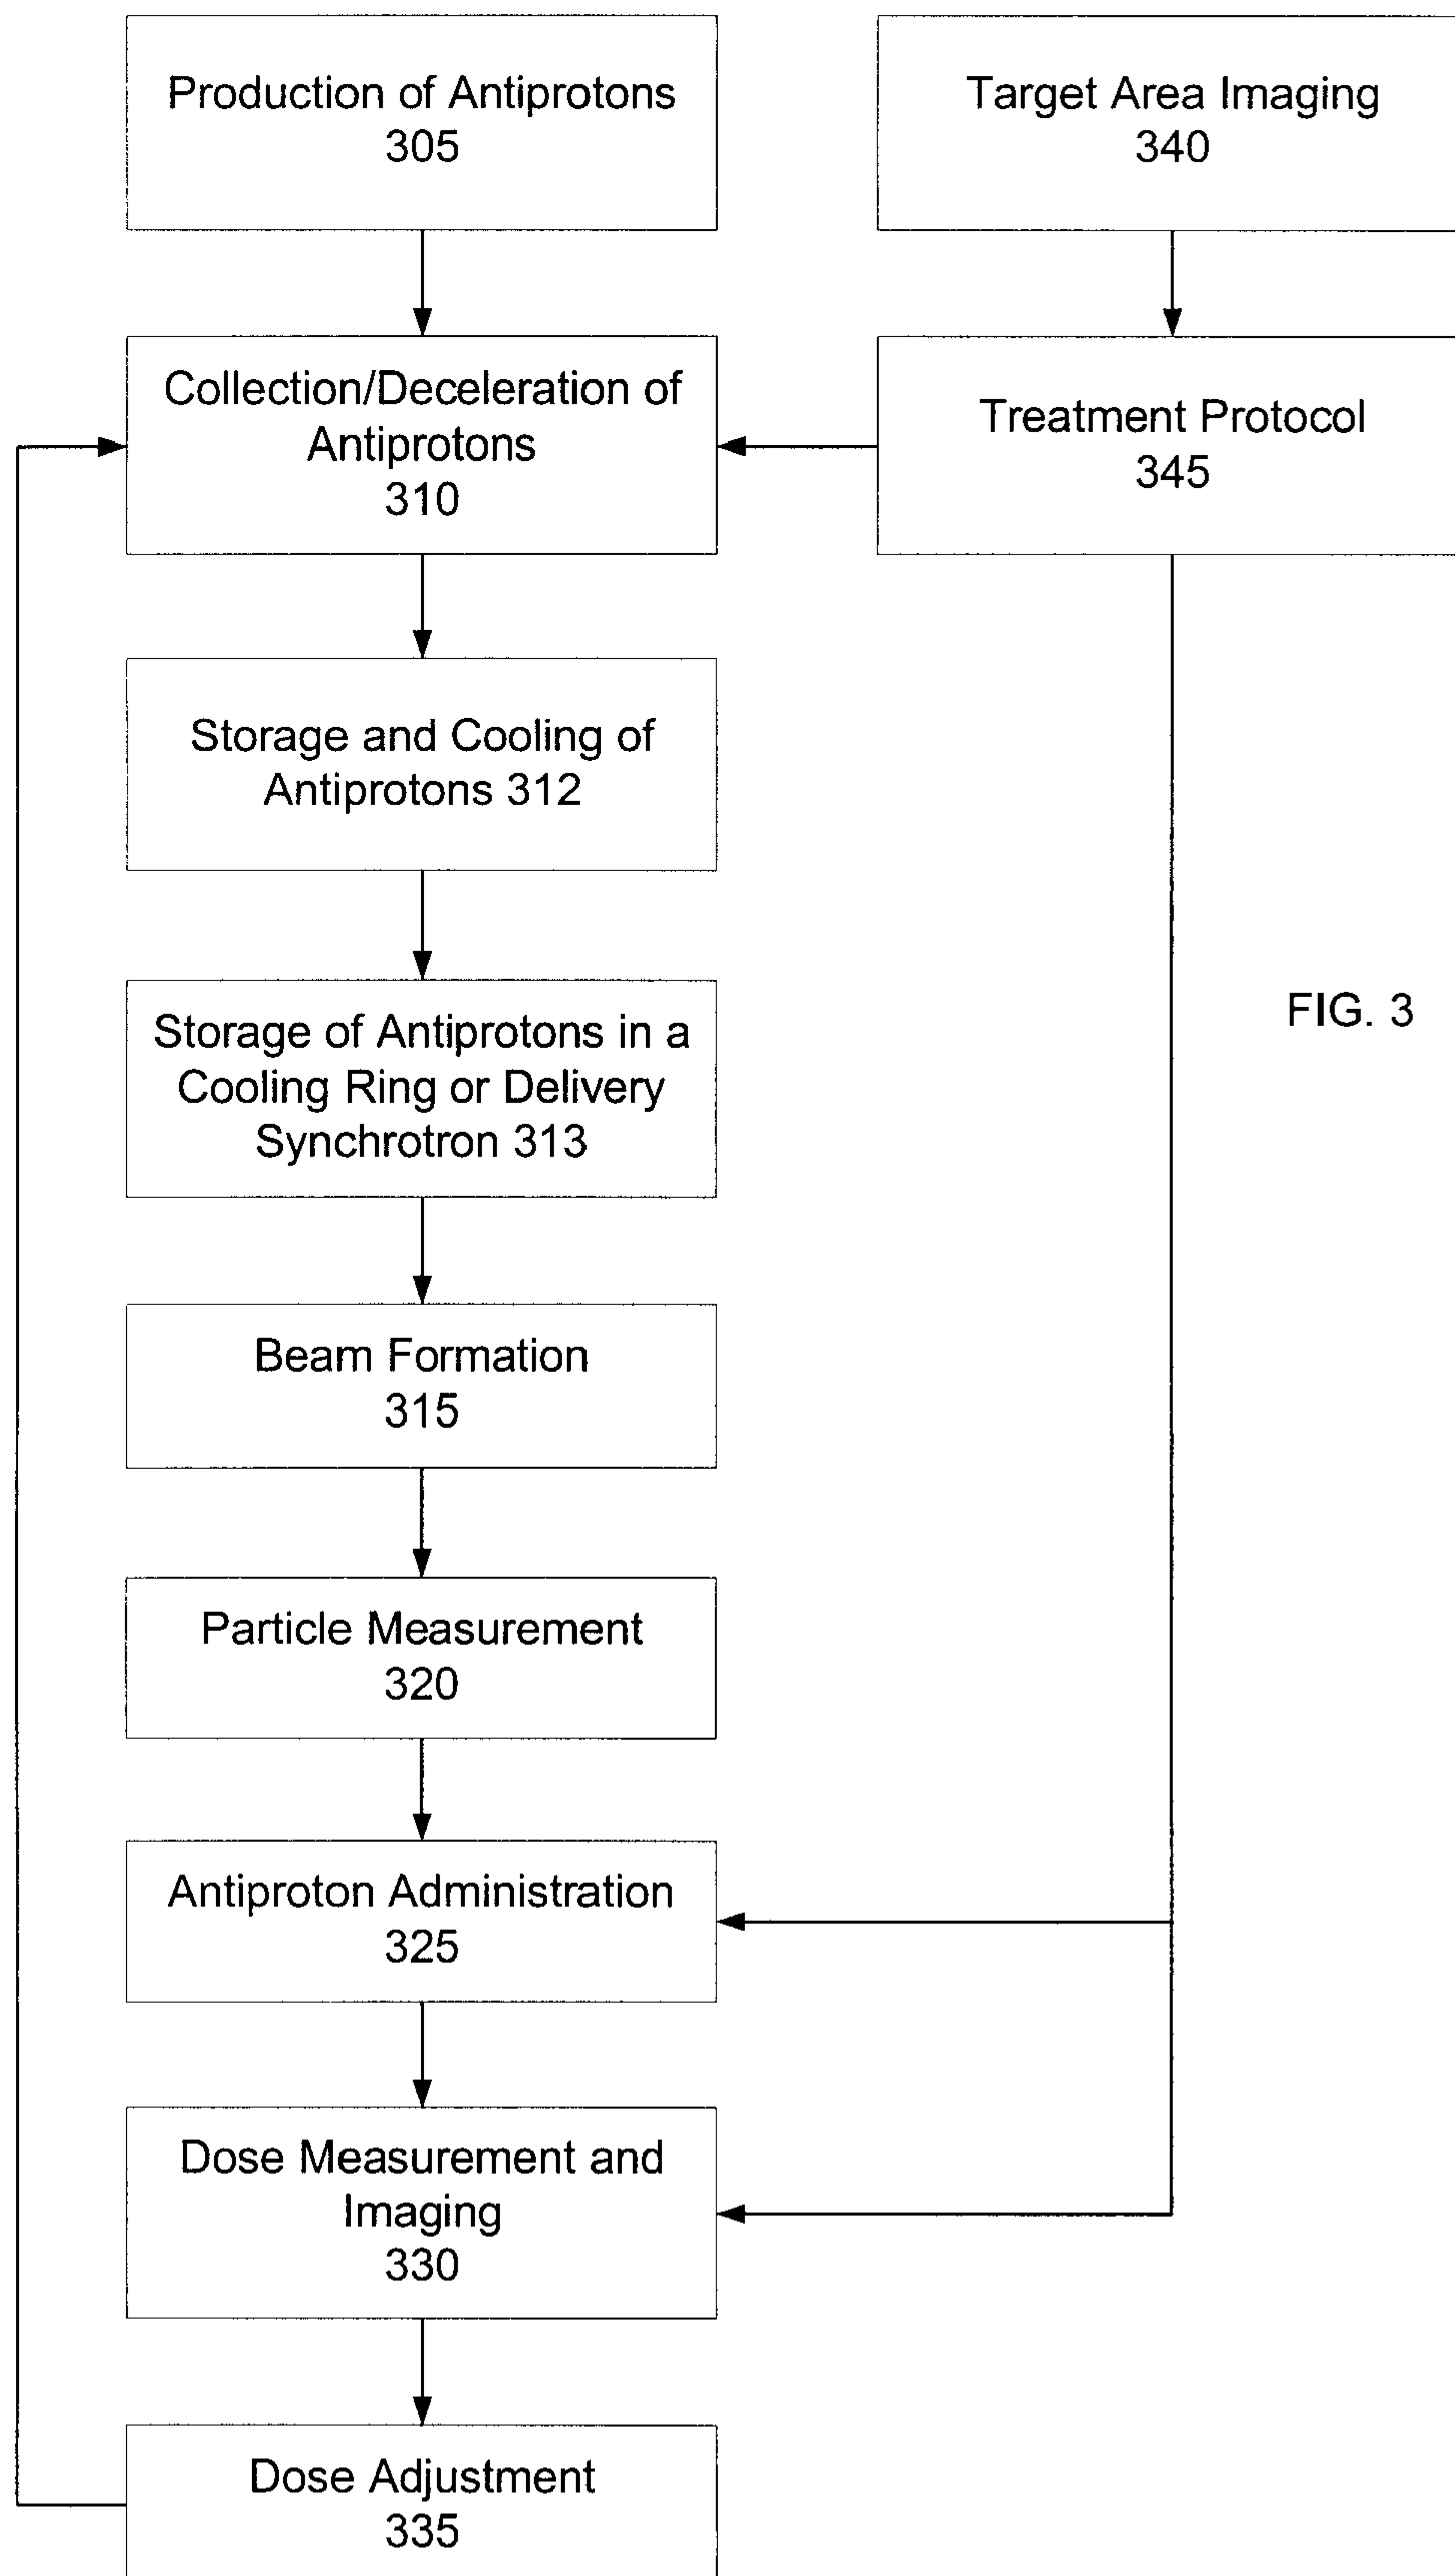 Production of Antiprotons
305
Target Area Imaging
340
Collection/Deceleration of
Antiprotons
310
Treatment Protocol
345
Storage and Cooling of
Antiprotons 312
Storage of Antiprotons in a
Cooling Ring or Delivery
Synchrotron 313
FIG. 3
Beam Formation
315
Particle Measurement
320
Antiproton Administration
325
Dose Measurement and
Imaging
330
Dose Adjustment
335